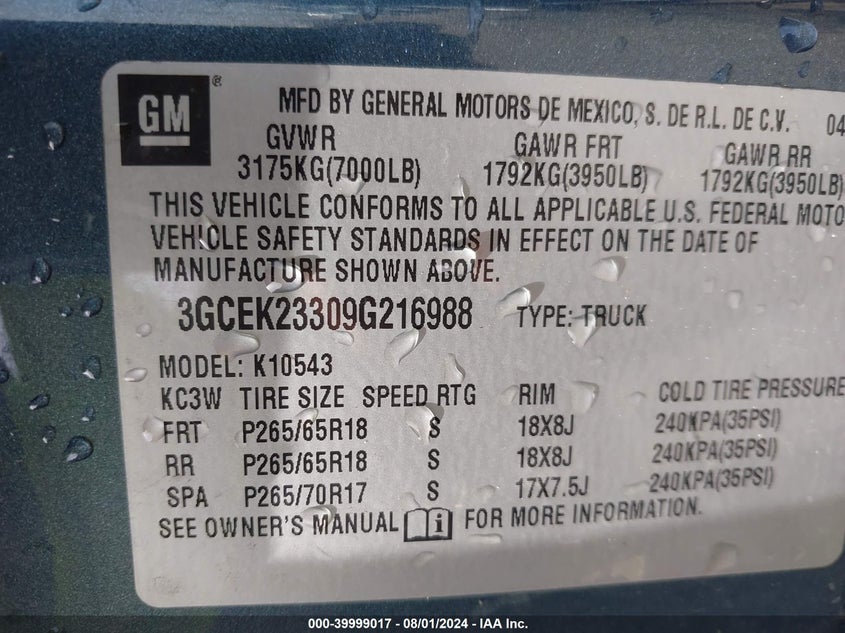 GM ® MFD BY GENERAL MOTORS DE MEXICO, S. DE R.L. DE C.V. 04
GVWR GAWR FRT GAWR RR
3175KG(7000LB) 1792KG(3950LB) 1792KG(3950LB)
THIS VEHICLE CONFORMS TO ALL APPLICABLE U.S. FEDERAL MOTO
VEHICLE SAFETY STANDARDS IN EFFECT ON THE DATE OF
MANUFACTURE SHOWN ABOVE.
3GCEK23309G216988 TYPE: TRUCK
MODEL: K10543
KC3W TIRE SIZE SPEED RTG RIM COLD TIRE PRESSURE
FRT P265/65R18 S 18X8J 240KPA(35PSI)
RR P265/65R18 S 18X8J 240KPA(35PSI)
SPA P265/70R17 S 17X7.5J 240KPA(35PSI)
SEE OWNER'S MANUAL i FOR MORE INFORMATION.
000-39999017 - 08/01/2024 - IAA Inc.